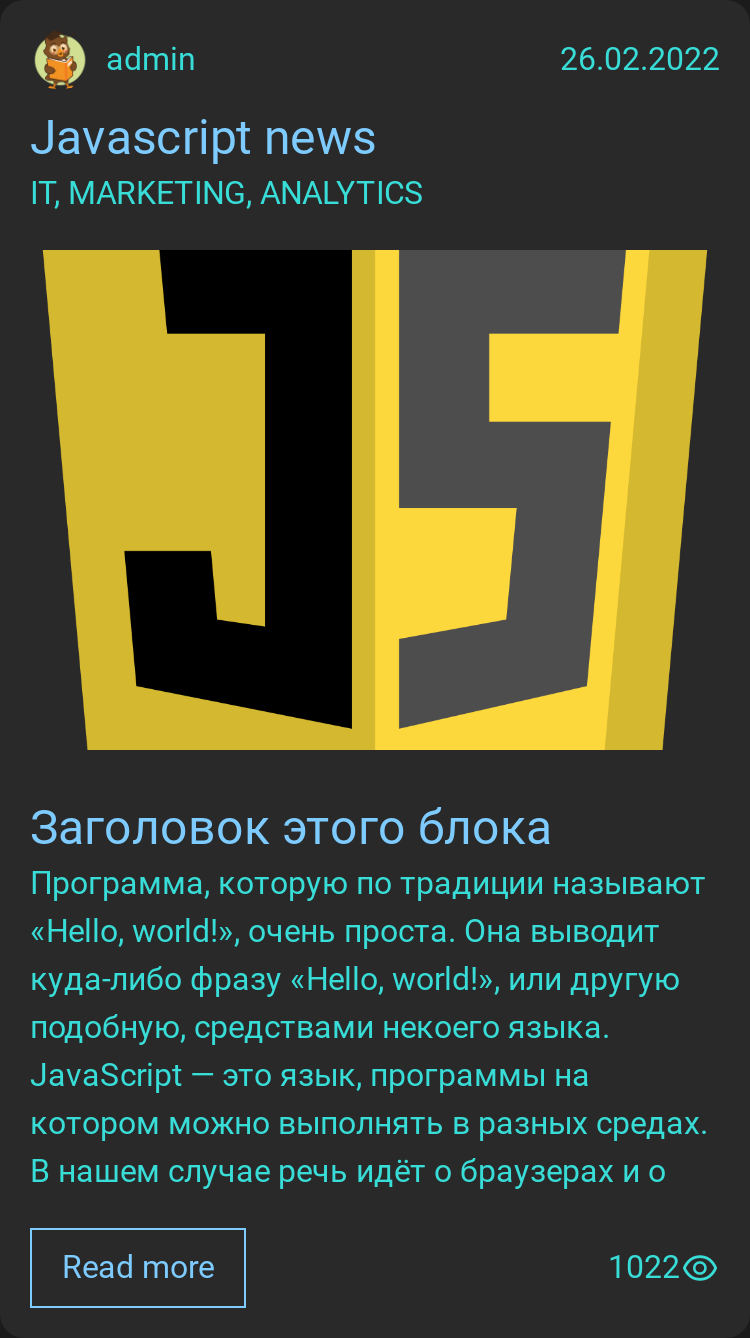 admin 26.02.2022
Javascript news
IT, MARKETING, ANALYTICS
JS
Заголовок этого блока
Программа, которую по традиции называют
«Hello, world!», очень проста. Она выводит
куда-либо фразу «Hello, world!», или другую
подобную, средствами некоего языка.
JavaScript — это язык, программы на
котором можно выполнять в разных средах.
В нашем случае речь идёт о браузерах и о
Read more 1022